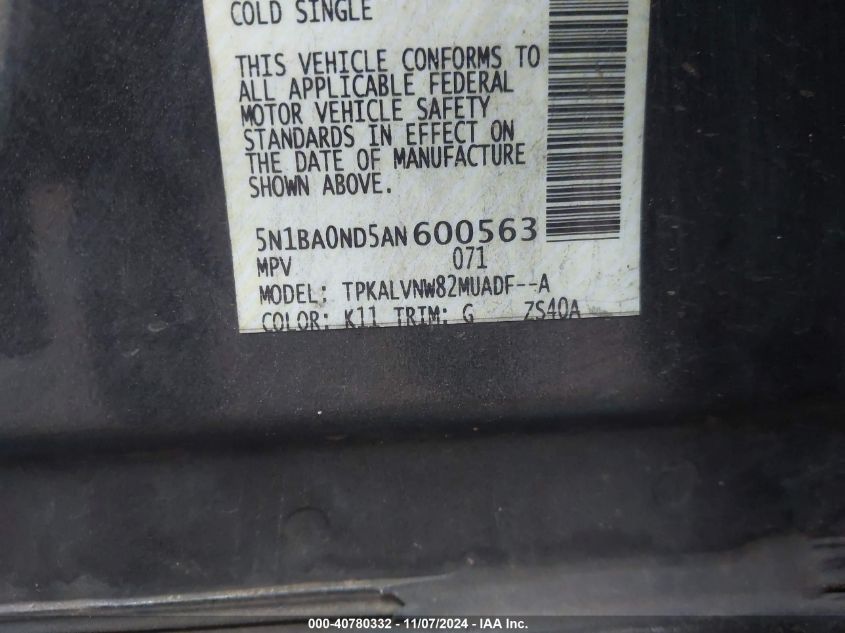 COLD SINGLE
THIS VEHICLE CONFORMS TO
ALL APPLICABLE FEDERAL
MOTOR VEHICLE SAFETY
STANDARDS IN EFFECT ON
THE DATE OF MANUFACTURE
SHOWN ABOVE.
5N1BA0ND5AN600563
MPV 071
MODEL: TPKALVNW82MUADF--A
COLOR: K11 TRIM: G ZS40A
000-40780332 - 11/07/2024 - IAA Inc.